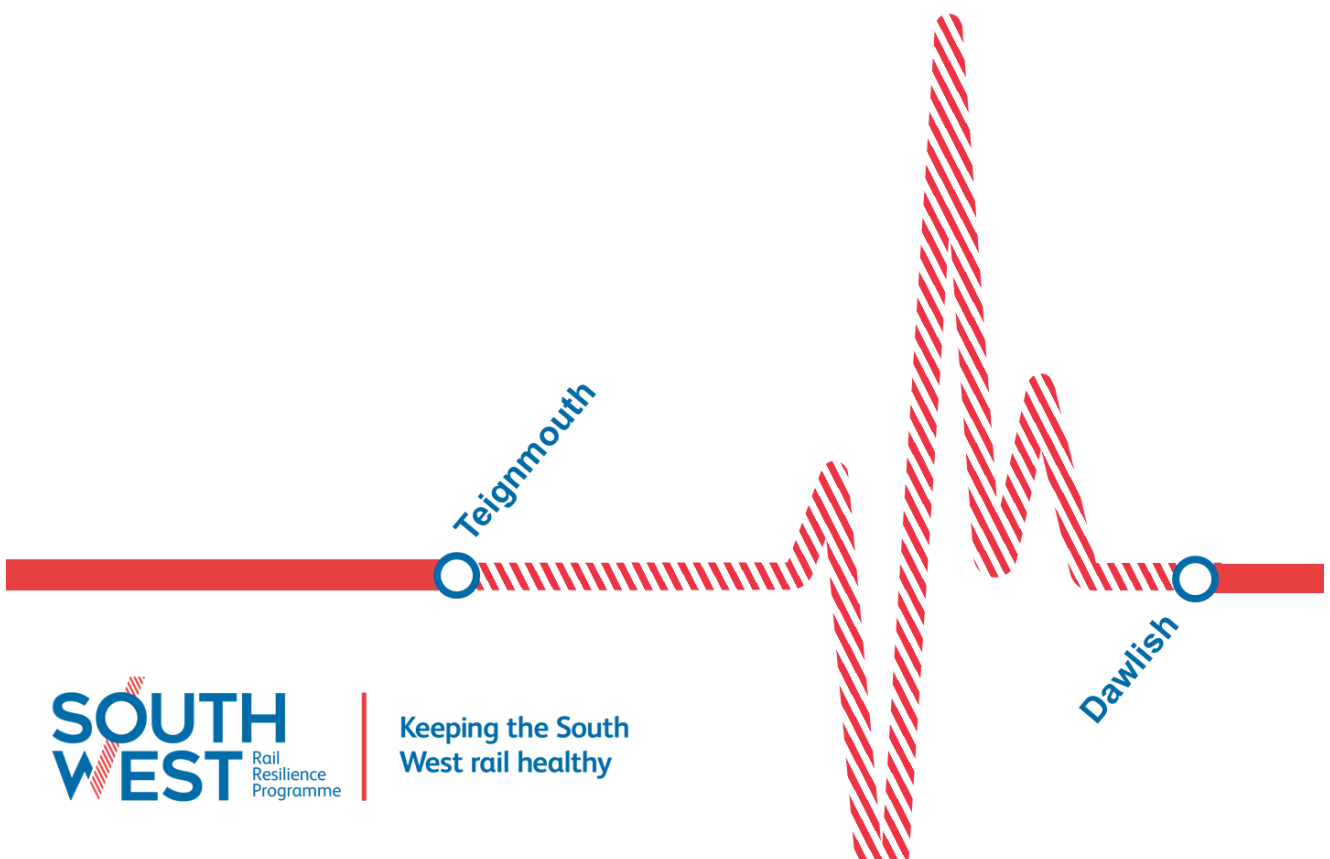 Teignmouth
Dawlish
SOUTH
WEST
Rail
Resilience
Programme
Keeping the South
West rail healthy